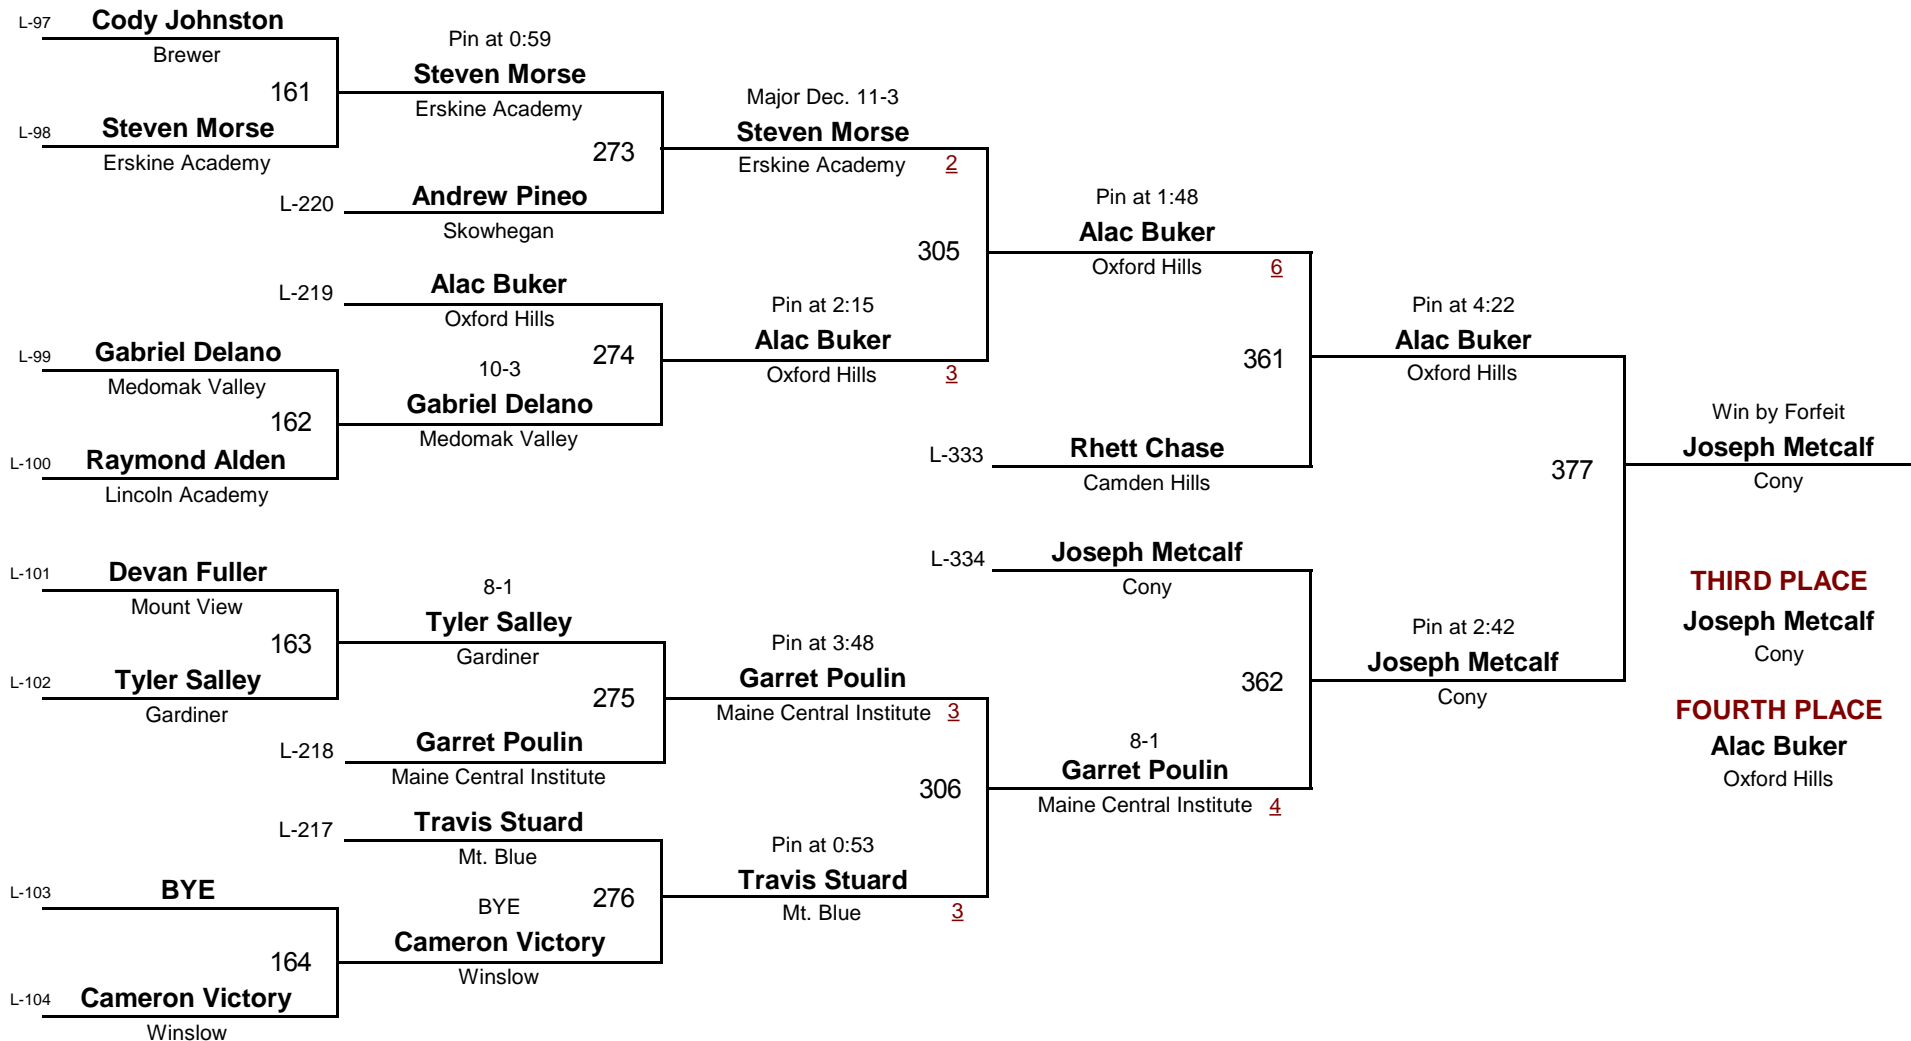 L-97 Cody Johnston
Brewer
161
L-98 Steven Morse
Erskine Academy
Pin at 0:59
Steven Morse
Erskine Academy
273
L-220 Andrew Pineo
Skowhegan
Major Dec. 11-3
Steven Morse
Erskine Academy 2
305
L-219 Alac Buker
Oxford Hills
274
L-99 Gabriel Delano
Medomak Valley
162
L-100 Raymond Alden
Lincoln Academy
10-3
Gabriel Delano
Medomak Valley
Pin at 2:15
Alac Buker
Oxford Hills 3
Pin at 1:48
Alac Buker
Oxford Hills 6
361
L-333 Rhett Chase
Camden Hills
Pin at 4:22
Alac Buker
Oxford Hills
377
Win by Forfeit
Joseph Metcalf
Cony
L-101 Devan Fuller
Mount View
163
L-102 Tyler Salley
Gardiner
8-1
Tyler Salley
Gardiner
275
L-218 Garret Poulin
Maine Central Institute
Pin at 3:48
Garret Poulin
Maine Central Institute 3
306
L-217 Travis Stuard
Mt. Blue
276
L-103 BYE
164
L-104 Cameron Victory
Winslow
BYE
Cameron Victory
Winslow
Pin at 0:53
Travis Stuard
Mt. Blue 3
L-334 Joseph Metcalf
Cony
362
8-1
Garret Poulin
Maine Central Institute 4
Pin at 2:42
Joseph Metcalf
Cony
THIRD PLACE
Joseph Metcalf
Cony
FOURTH PLACE
Alac Buker
Oxford Hills